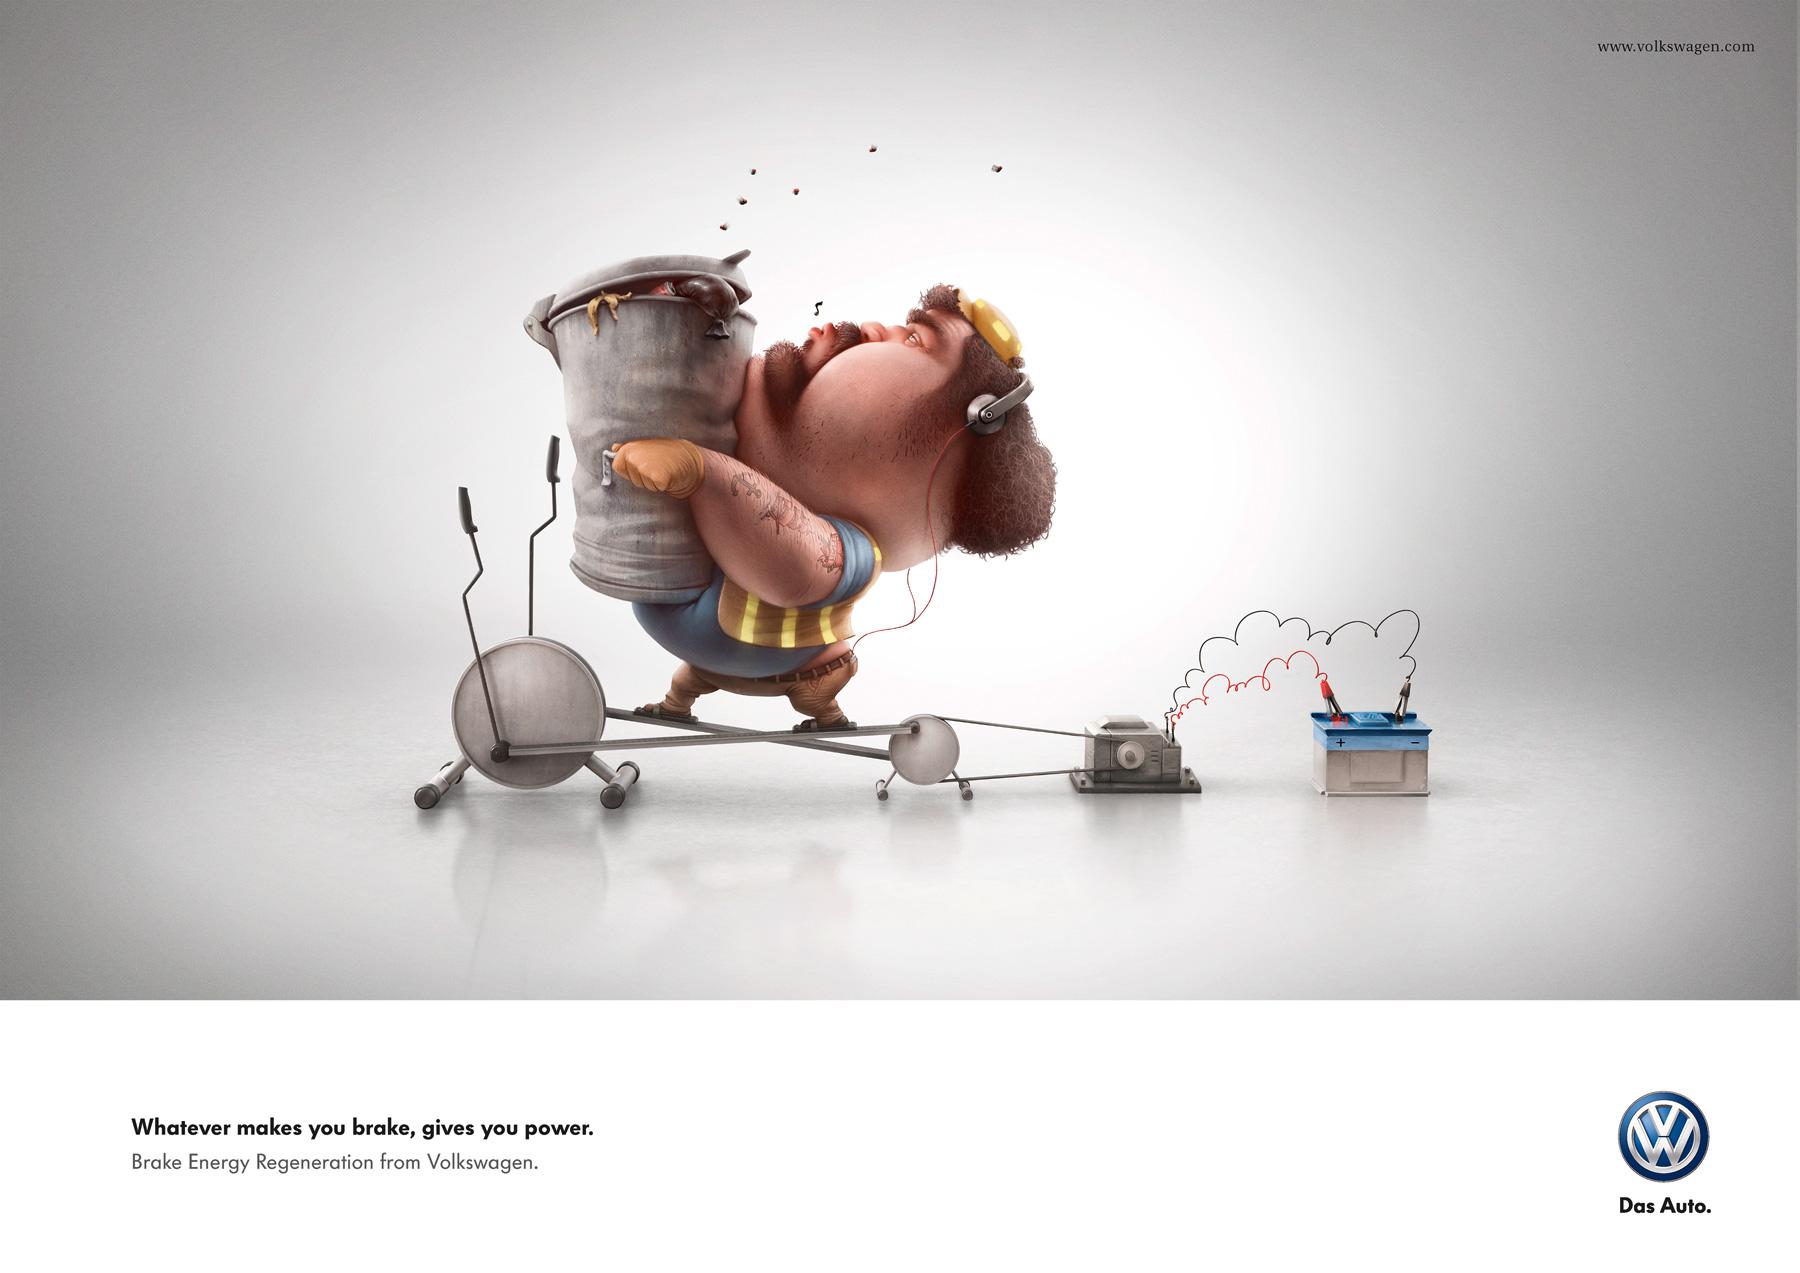 www.volkswagen.com
+ −
Whatever makes you brake, gives you power.
Brake Energy Regeneration from Volkswagen.
Das Auto.